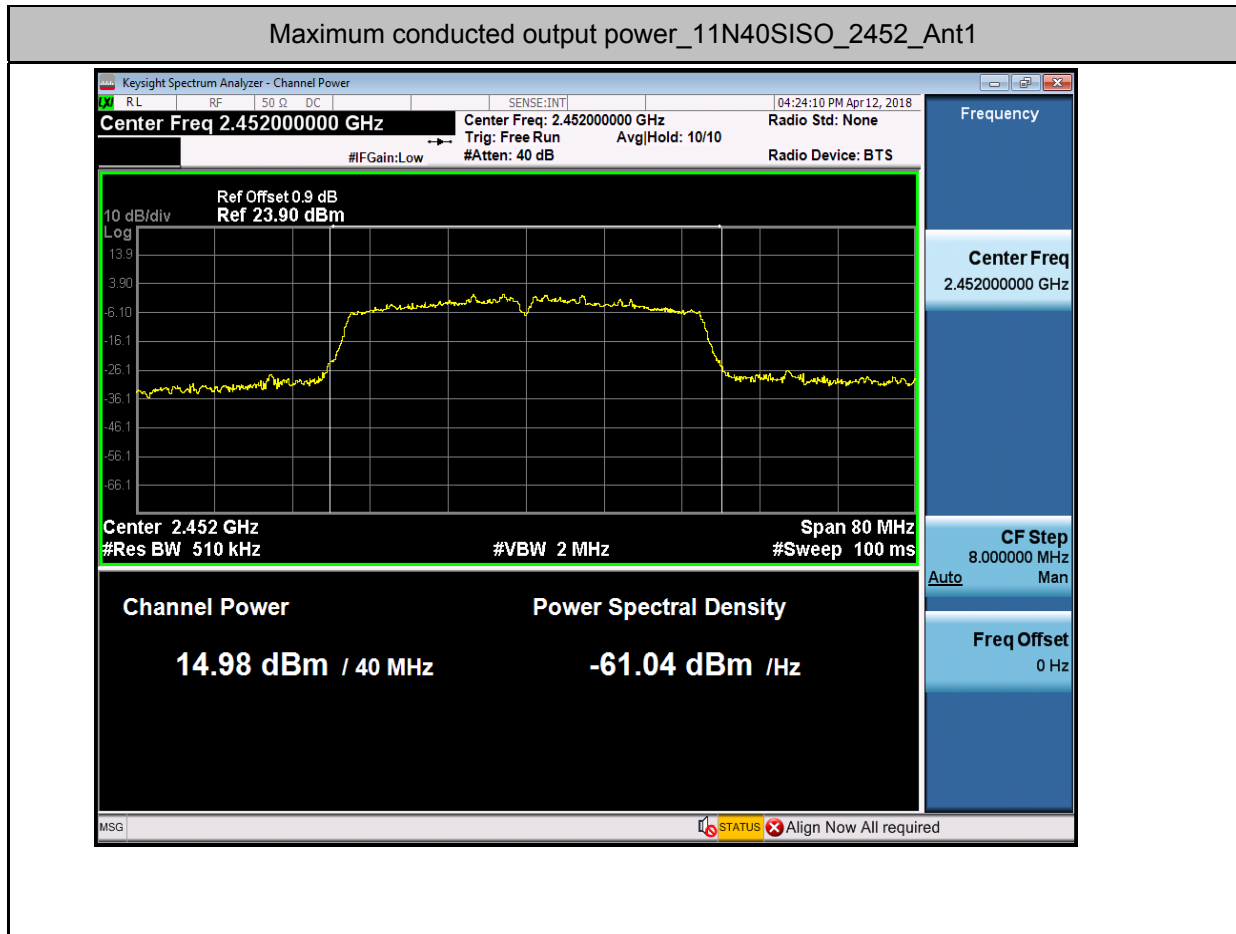 Maximum conducted output power_11N40SISO_2452_Ant1
Keysight Spectrum Analyzer - Channel Power
LXI RL RF 50 Ω DC SENSE:INT 04:24:10 PM Apr 12, 2018
Center Freq 2.452000000 GHz
Center Freq: 2.452000000 GHz Radio Std: None
Trig: Free Run Avg|Hold: 10/10
#IFGain:Low #Atten: 40 dB Radio Device: BTS
Ref Offset 0.9 dB
10 dB/div Ref 23.90 dBm
Log
13.9
3.90
-6.10
-16.1
-26.1
-36.1
-46.1
-56.1
-66.1
Center 2.452 GHz Span 80 MHz
#Res BW 510 kHz #VBW 2 MHz #Sweep 100 ms
Channel Power Power Spectral Density
14.98 dBm / 40 MHz -61.04 dBm /Hz
Frequency
Center Freq
2.452000000 GHz
CF Step
8.000000 MHz
Auto Man
Freq Offset
0 Hz
MSG STATUS Align Now All required